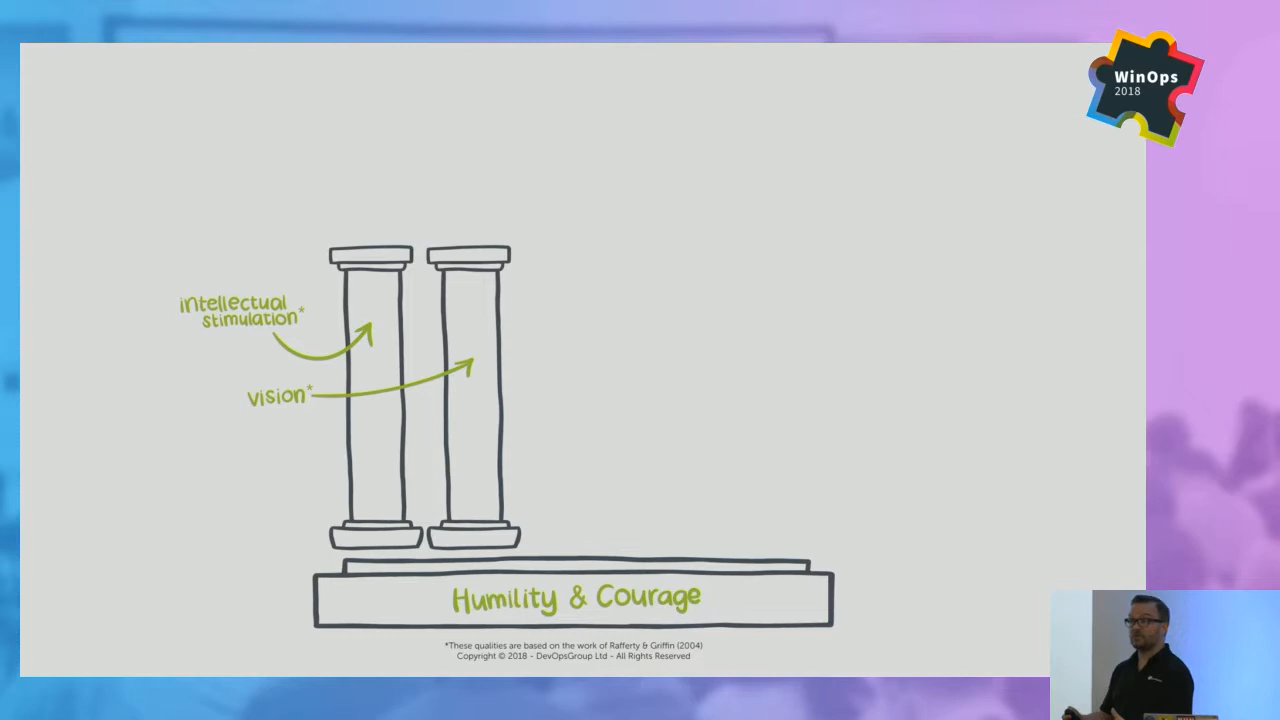 WinOps
2018
intellectual
stimulation*
vision*
Humility & Courage
*These qualities are based on the work of Rafferty & Griffin (2004)
Copyright © 2018 - DevOpsGroup Ltd - All Rights Reserved